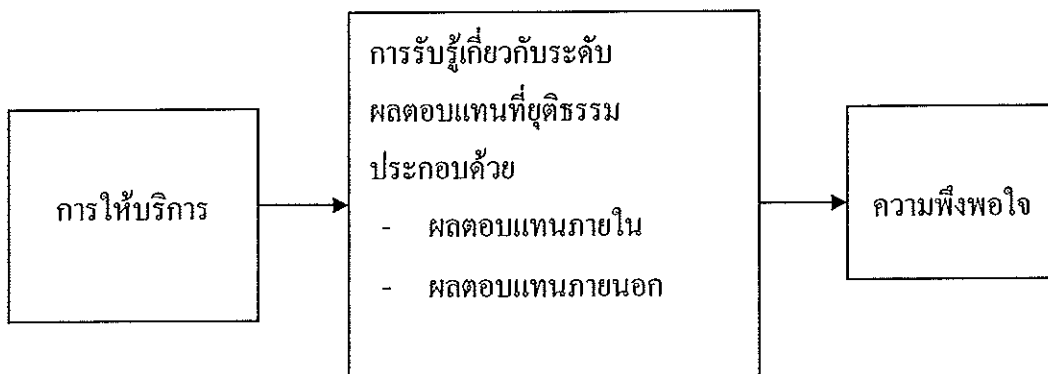 การให้บริการ
การรับรู้เกี่ยวกับระดับ
ผลตอบแทนที่ยุติธรรม
ประกอบด้วย
- ผลตอบแทนภายใน
- ผลตอบแทนภายนอก
ความพึงพอใจ